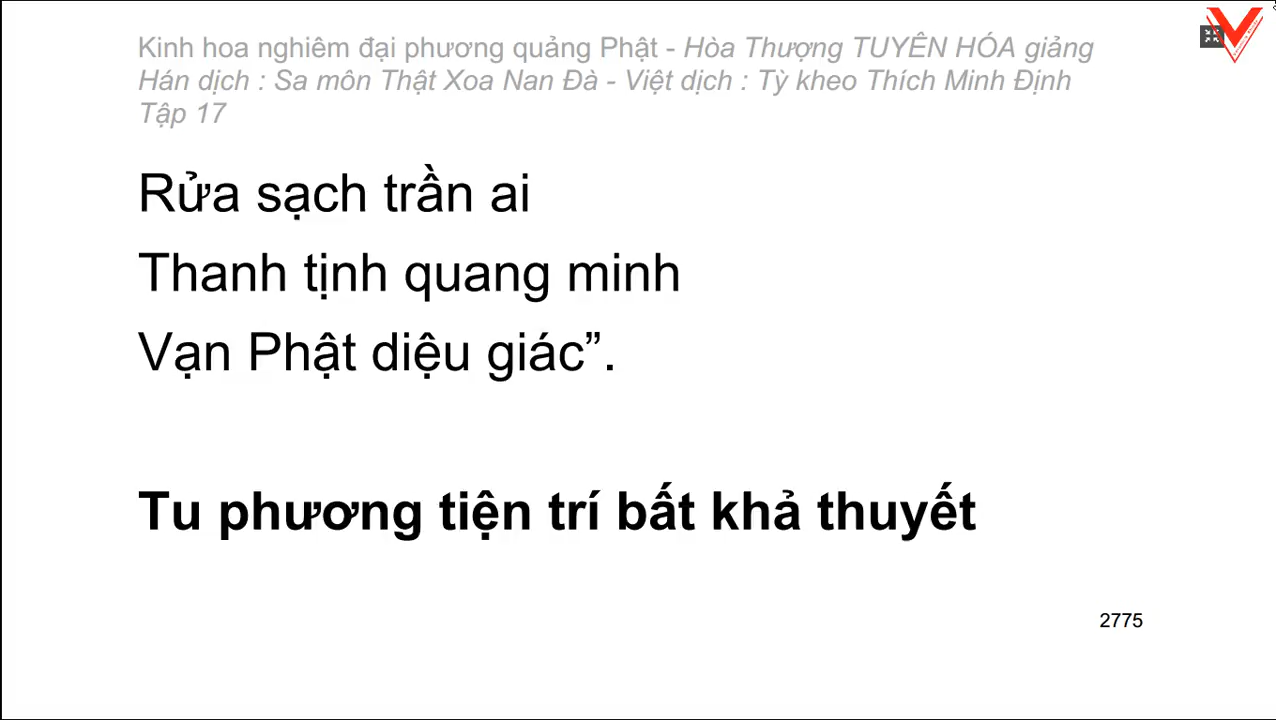 Kinh hoa nghiêm đại phương quảng Phật - Hòa Thượng TUYÊN HÓA giảng
Hán dịch : Sa môn Thật Xoa Nan Đà - Việt dịch : Tỳ kheo Thích Minh Định
Tập 17
Rửa sạch trần ai
Thanh tịnh quang minh
Vạn Phật diệu giác”.
Tu phương tiện trí bất khả thuyết
2775